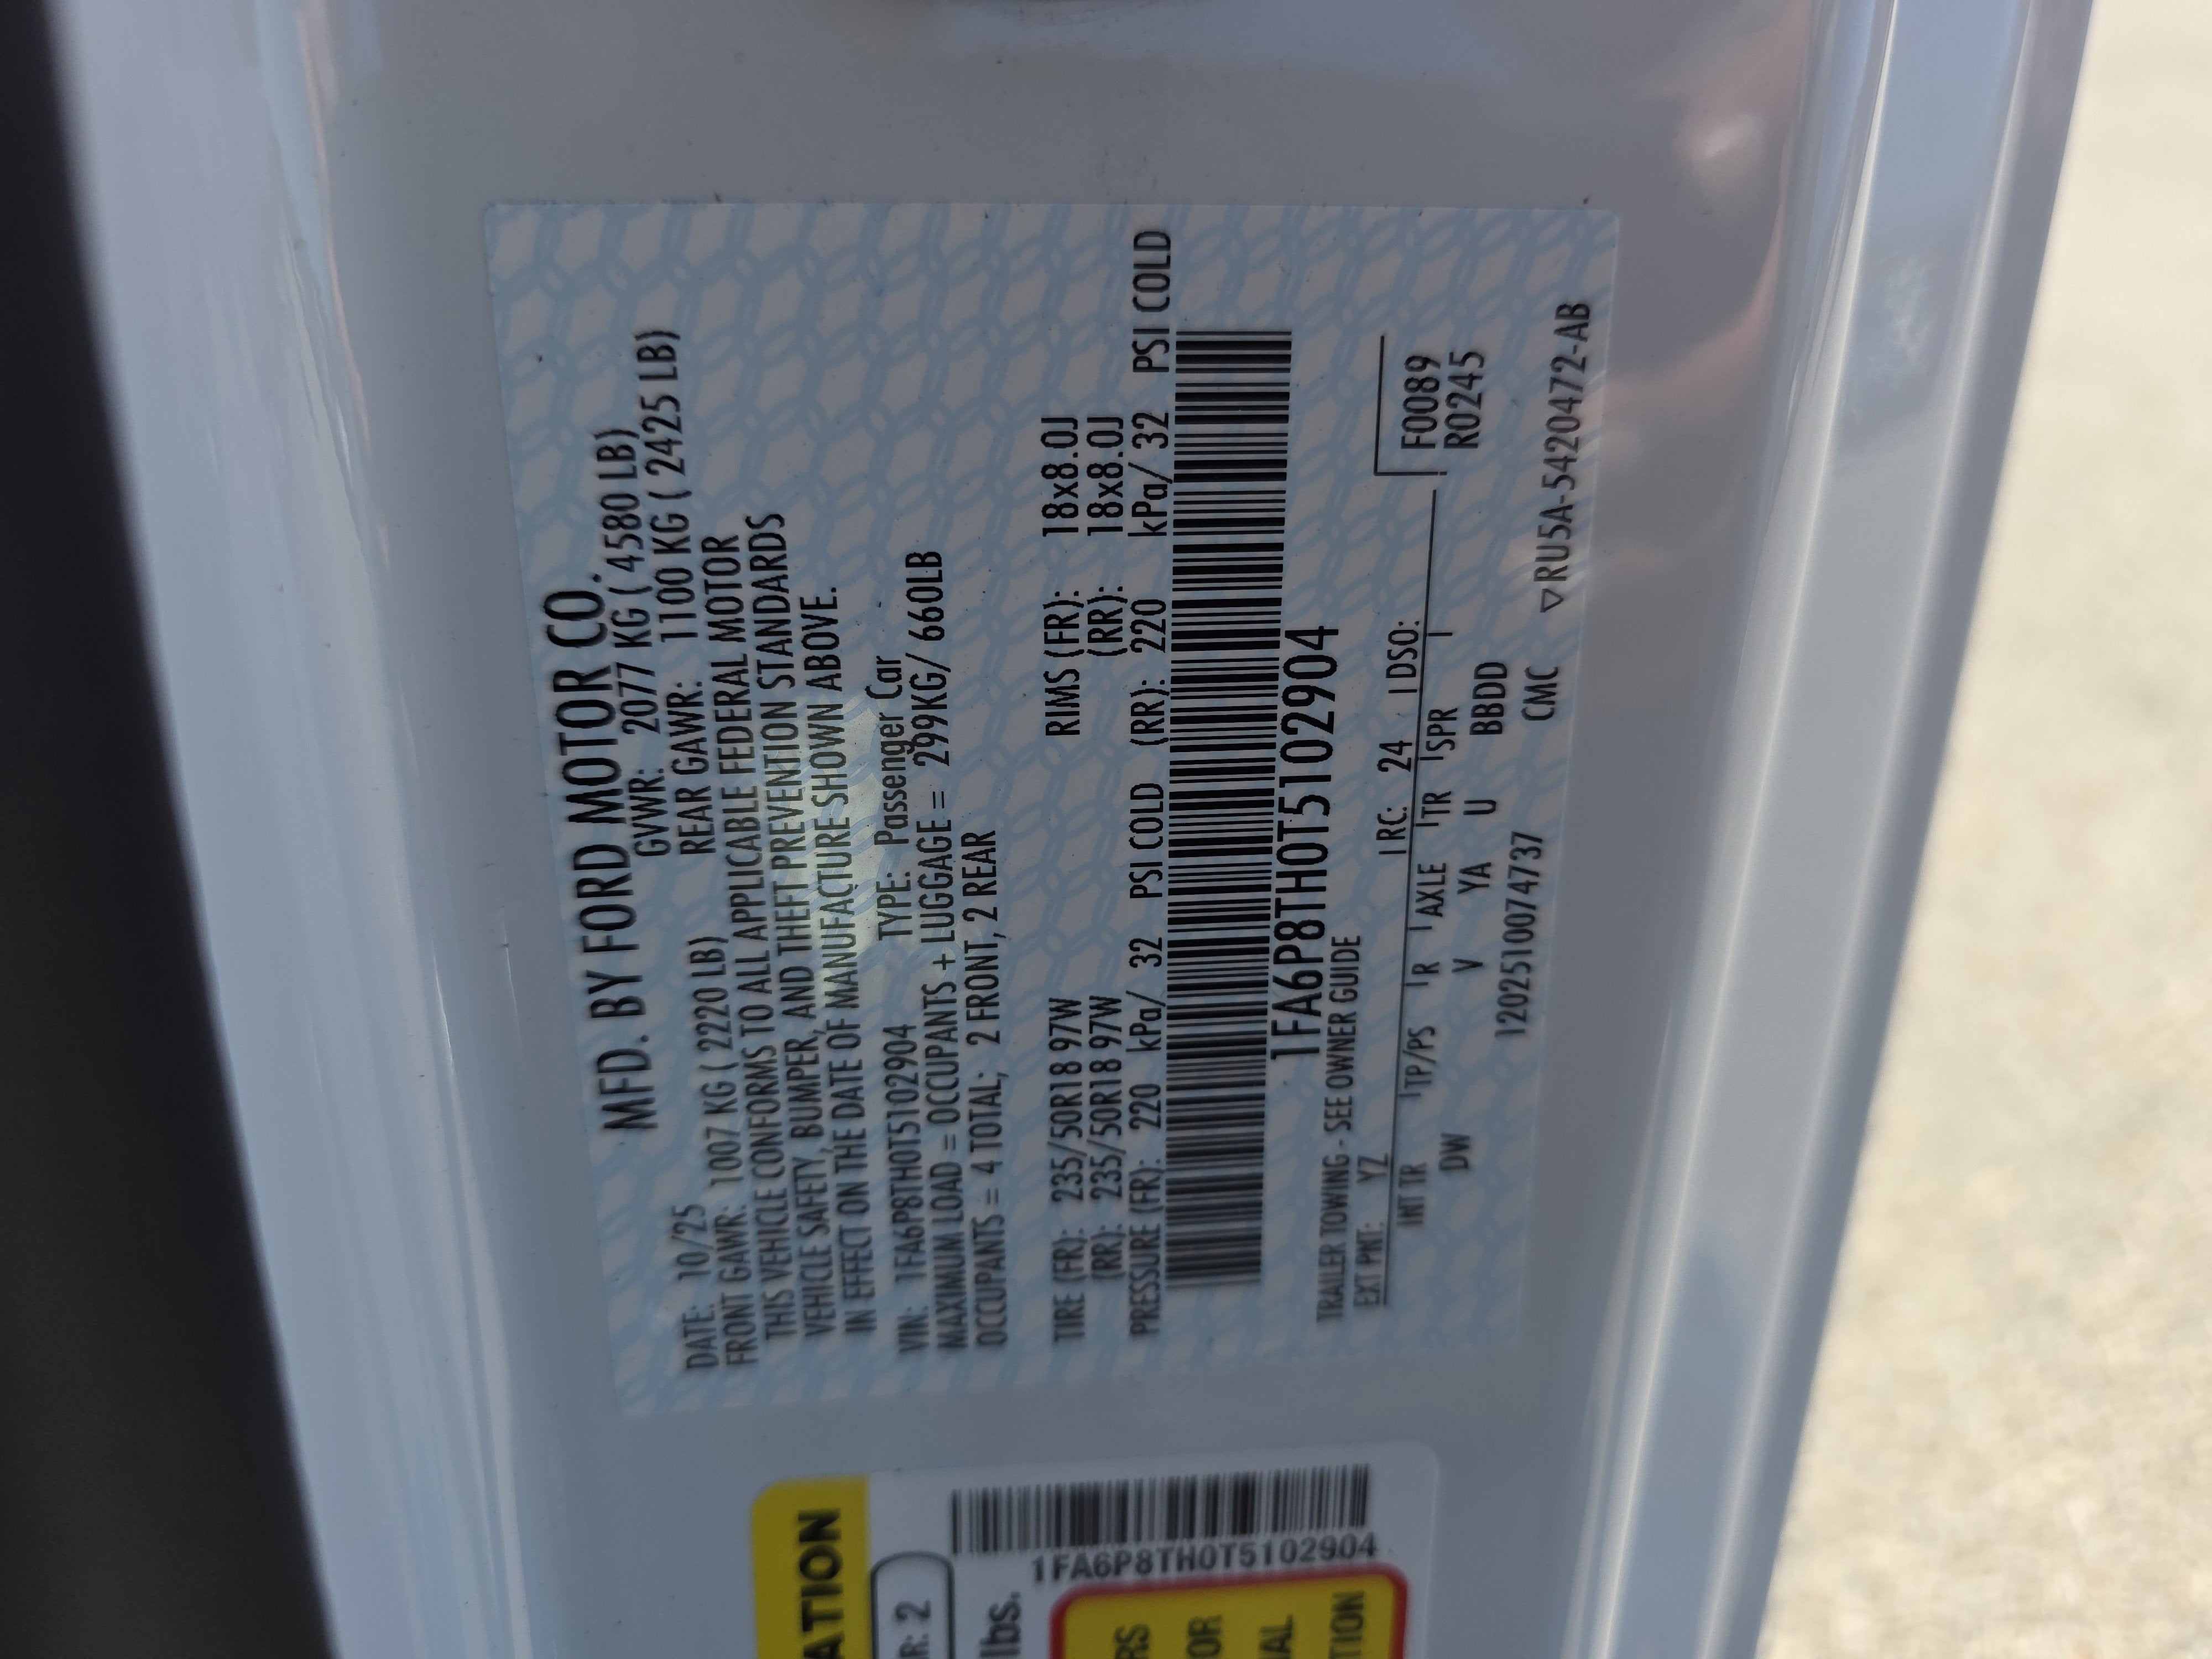 MFD. BY FORD MOTOR CO.
DATE: 10/25 GVWR: 2077 KG ( 4580 LB)
FRONT GAWR: 1007 KG ( 2220 LB) REAR GAWR: 1100 KG ( 2425 LB)
THIS VEHICLE CONFORMS TO ALL APPLICABLE FEDERAL MOTOR
VEHICLE SAFETY, BUMPER, AND THEFT PREVENTION STANDARDS
IN EFFECT ON THE DATE OF MANUFACTURE SHOWN ABOVE.
VIN: 1FA6P8TH0T5102904 TYPE: Passenger Car
MAXIMUM LOAD = OCCUPANTS + LUGGAGE = 299KG/ 660LB
OCCUPANTS = 4 TOTAL; 2 FRONT, 2 REAR
TIRE (FR): 235/50R18 97W RIMS (FR): 18x8.0J
(RR): 235/50R18 97W (RR): 18x8.0J
PRESSURE (FR): 220 kPa/ 32 PSI COLD (RR): 220 kPa/ 32 PSI COLD
1FA6P8TH0T5102904
TRAILER TOWING - SEE OWNER GUIDE
EXT PNT: YZ RC: 24 DSO:
INT TR TP/PS R AXLE TR SPR
DW V YA U BBDD
F0089
R0245
1202510074737 CMC ▽RU5A-5420472-AB
ATION
R: 2
lbs.
1FA6P8TH0T5102904
RS
OR
AL
TION